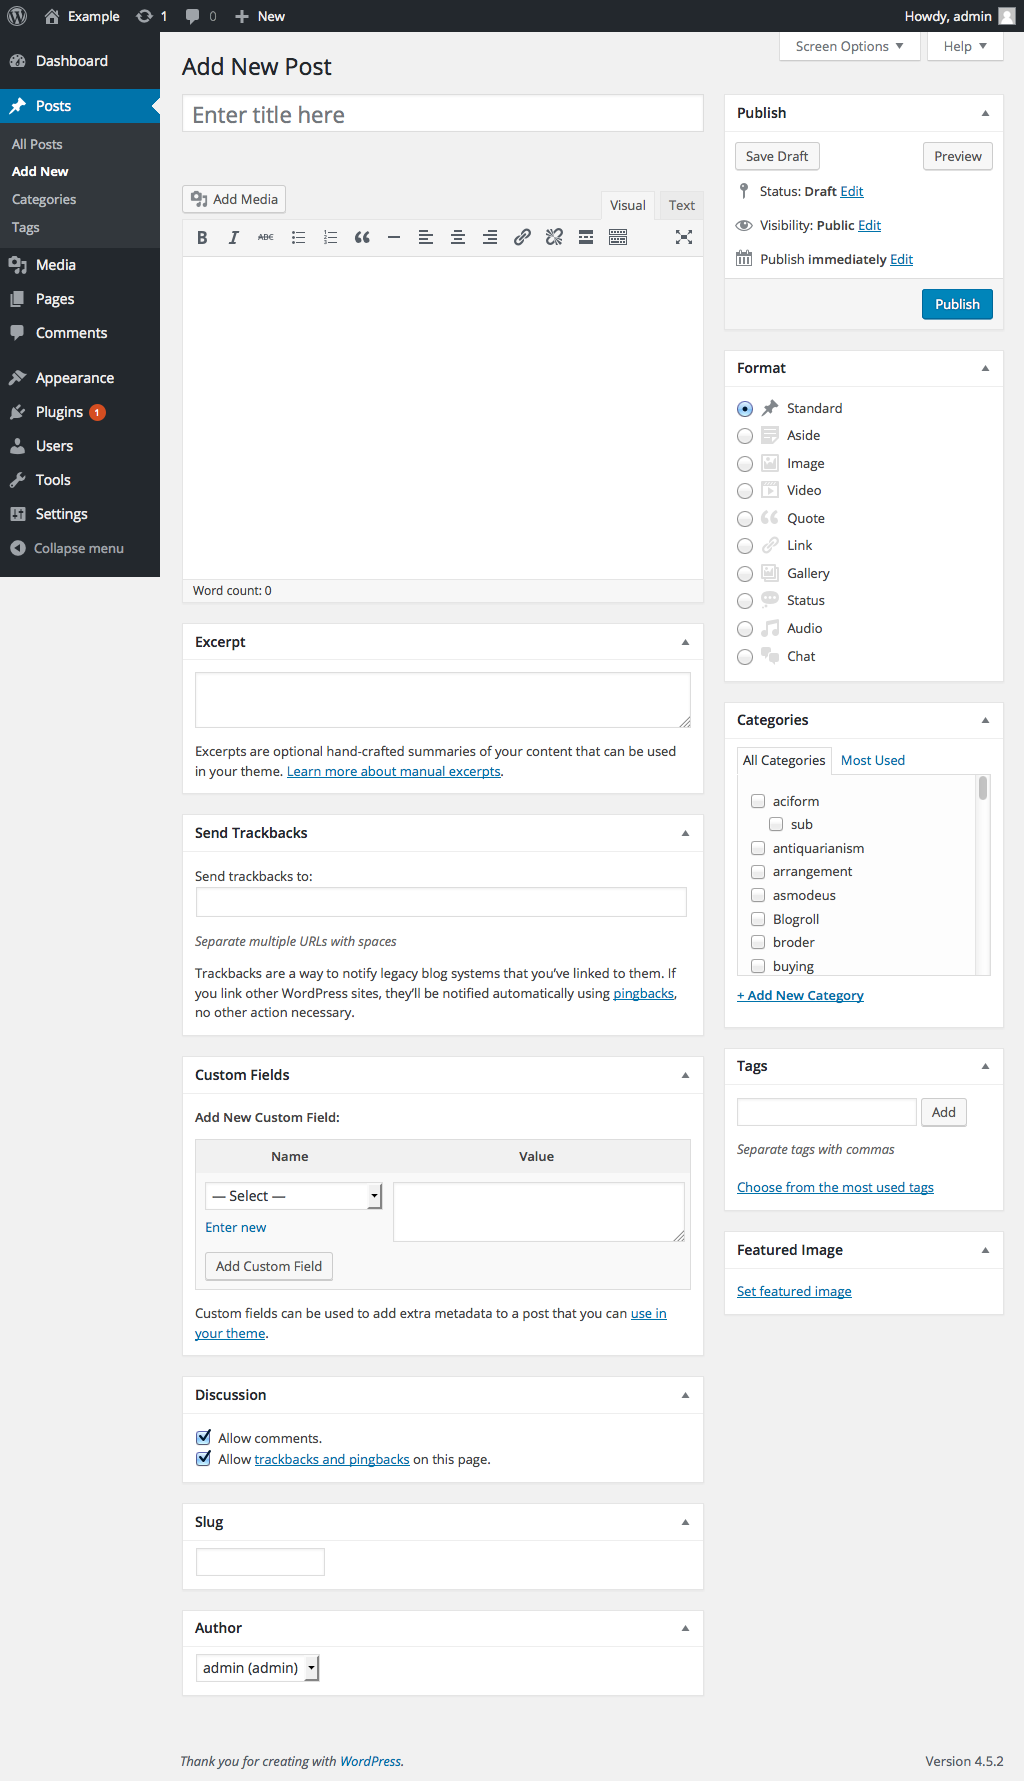 Example 1 0 New
Howdy, admin
Dashboard
Posts
All Posts
Add New
Categories
Tags
Media
Pages
Comments
Appearance
Plugins 1
Users
Tools
Settings
Collapse menu
Screen Options
Help
Add New Post
Enter title here
Add Media
Visual
Text
B I ABC
Word count: 0
Excerpt
Excerpts are optional hand-crafted summaries of your content that can be used
in your theme. Learn more about manual excerpts.
Send Trackbacks
Send trackbacks to:
Separate multiple URLs with spaces
Trackbacks are a way to notify legacy blog systems that you've linked to them. If
you link other WordPress sites, they'll be notified automatically using pingbacks,
no other action necessary.
Custom Fields
Add New Custom Field:
Name Value
— Select —
Enter new
Add Custom Field
Custom fields can be used to add extra metadata to a post that you can use in
your theme.
Discussion
Allow comments.
Allow trackbacks and pingbacks on this page.
Slug
Author
admin (admin)
Publish
Save Draft
Preview
Status: Draft Edit
Visibility: Public Edit
Publish immediately Edit
Publish
Format
Standard
Aside
Image
Video
Quote
Link
Gallery
Status
Audio
Chat
Categories
All Categories
Most Used
aciform
sub
antiquarianism
arrangement
asmodeus
Blogroll
broder
buying
+ Add New Category
Tags
Add
Separate tags with commas
Choose from the most used tags
Featured Image
Set featured image
Thank you for creating with WordPress.
Version 4.5.2